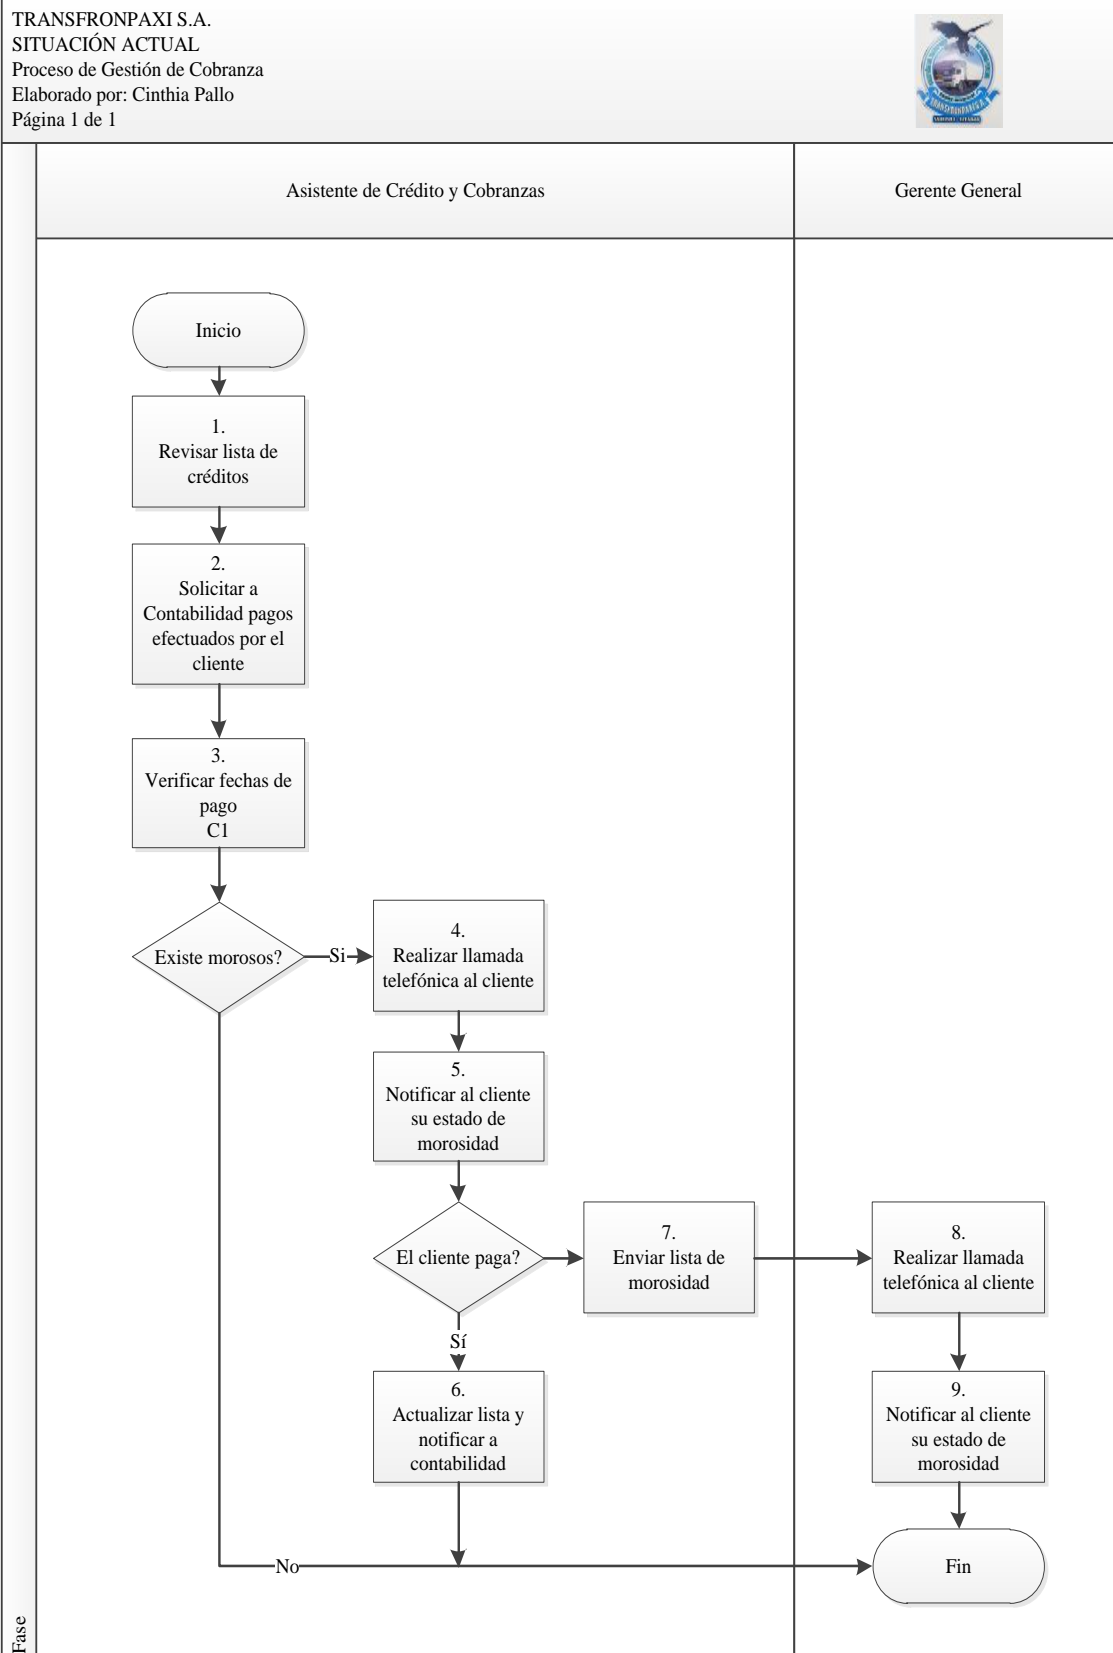 TRANSFRONPAXI S.A.
SITUACIÓN ACTUAL
Proceso de Gestión de Cobranza
Elaborado por: Cinthia Pallo
Página 1 de 1
Asistente de Crédito y Cobranzas
Gerente General
Inicio
1.
Revisar lista de
créditos
2.
Solicitar a
Contabilidad pagos
efectuados por el
cliente
3.
Verificar fechas de
pago
C1
Existe morosos?
Si
4.
Realizar llamada
telefónica al cliente
5.
Notificar al cliente
su estado de
morosidad
El cliente paga?
7.
Enviar lista de
morosidad
8.
Realizar llamada
telefónica al cliente
Sí
6.
Actualizar lista y
notificar a
contabilidad
9.
Notificar al cliente
su estado de
morosidad
No
Fin
Fase